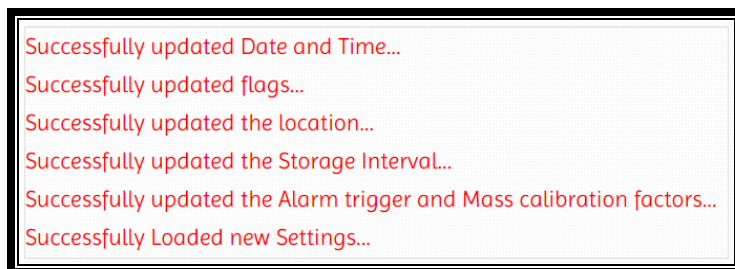 Successfully updated Date and Time...
Successfully updated flags...
Successfully updated the location...
Successfully updated the Storage Interval...
Successfully updated the Alarm trigger and Mass calibration factors...
Successfully Loaded new Settings...